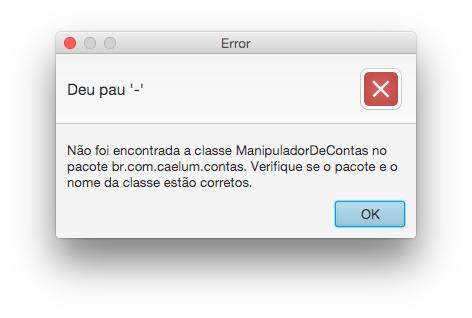 Error
Deu pau '-'
Não foi encontrada a classe ManipuladorDeContas no
pacote br.com.caelum.contas. Verifique se o pacote e o
nome da classe estão corretos.
OK